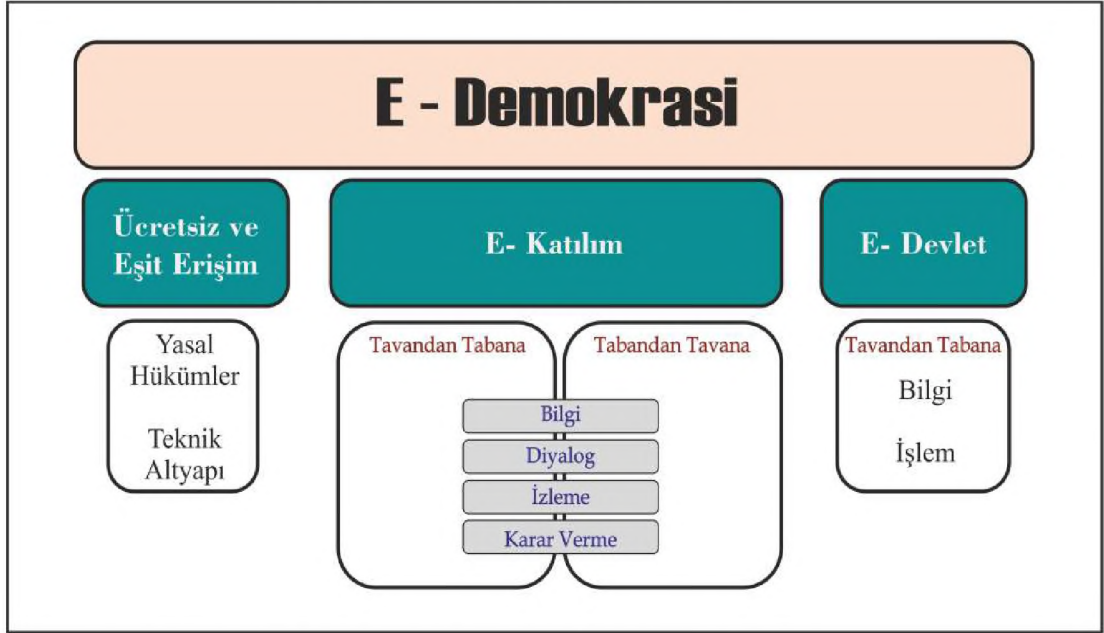 E - Demokrasi
Ücretsiz ve
Eşit Erişim
Yasal
Hükümler
Teknik
Altyapı
E- Katılım
Tavandan Tabana
Tabandan Tavana
Bilgi
Diyalog
İzleme
Karar Verme
E- Devlet
Tavandan Tabana
Bilgi
İşlem